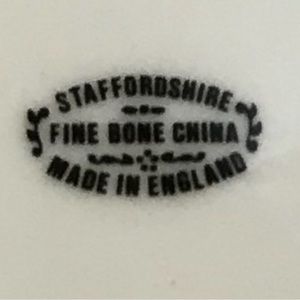 STAFFORDSHIRE
FINE BONE CHINA
MADE IN ENGLAND